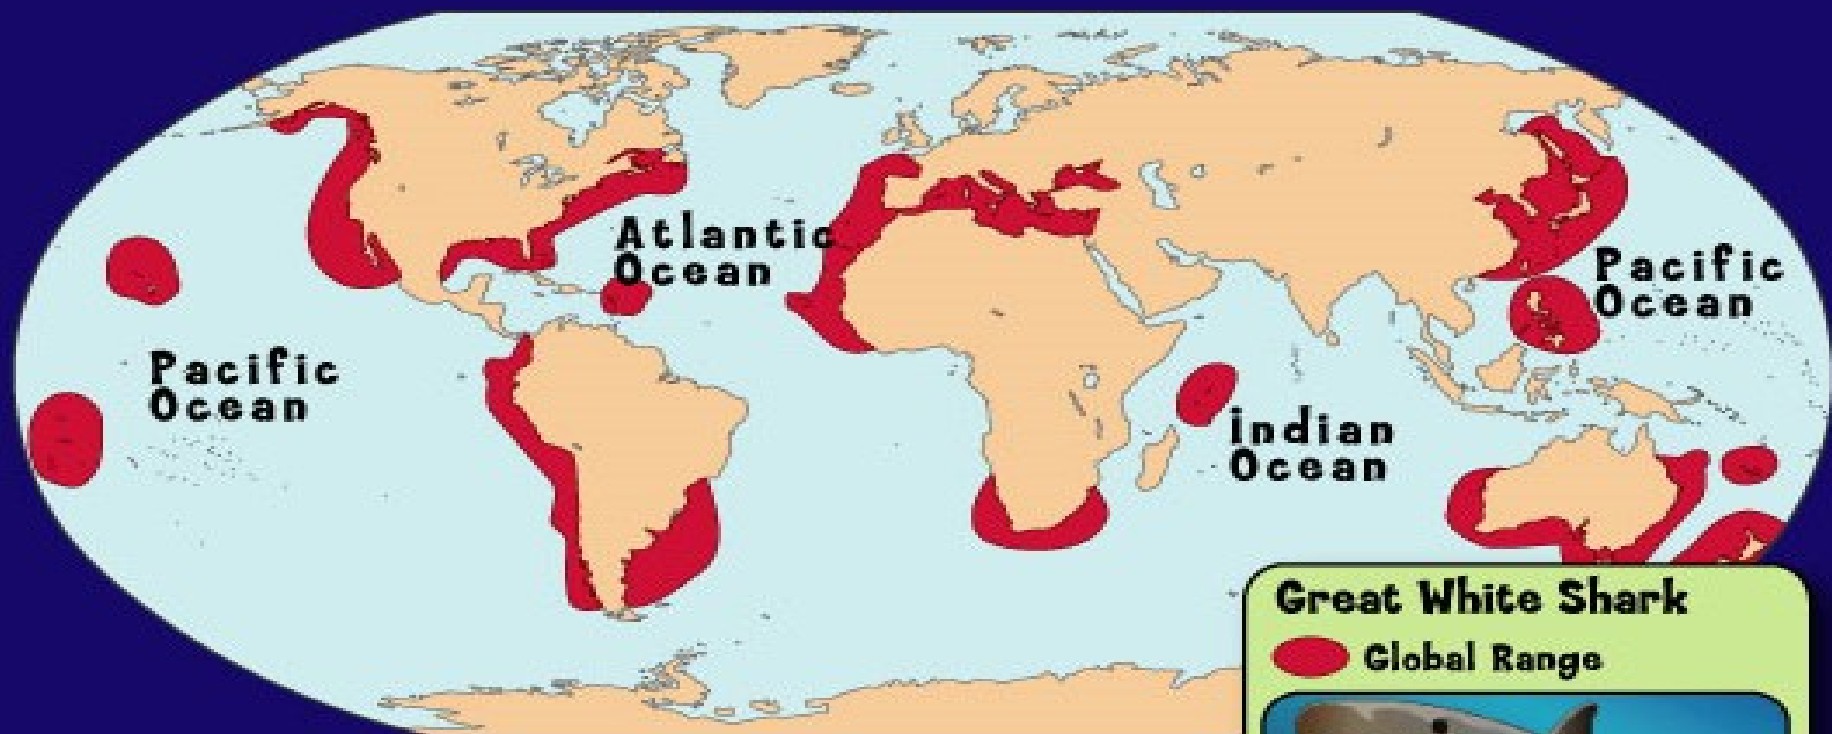 Atlantic
Ocean
Pacific
Ocean
Pacific
Ocean
indian
Ocean
Great White Shark
Global Range